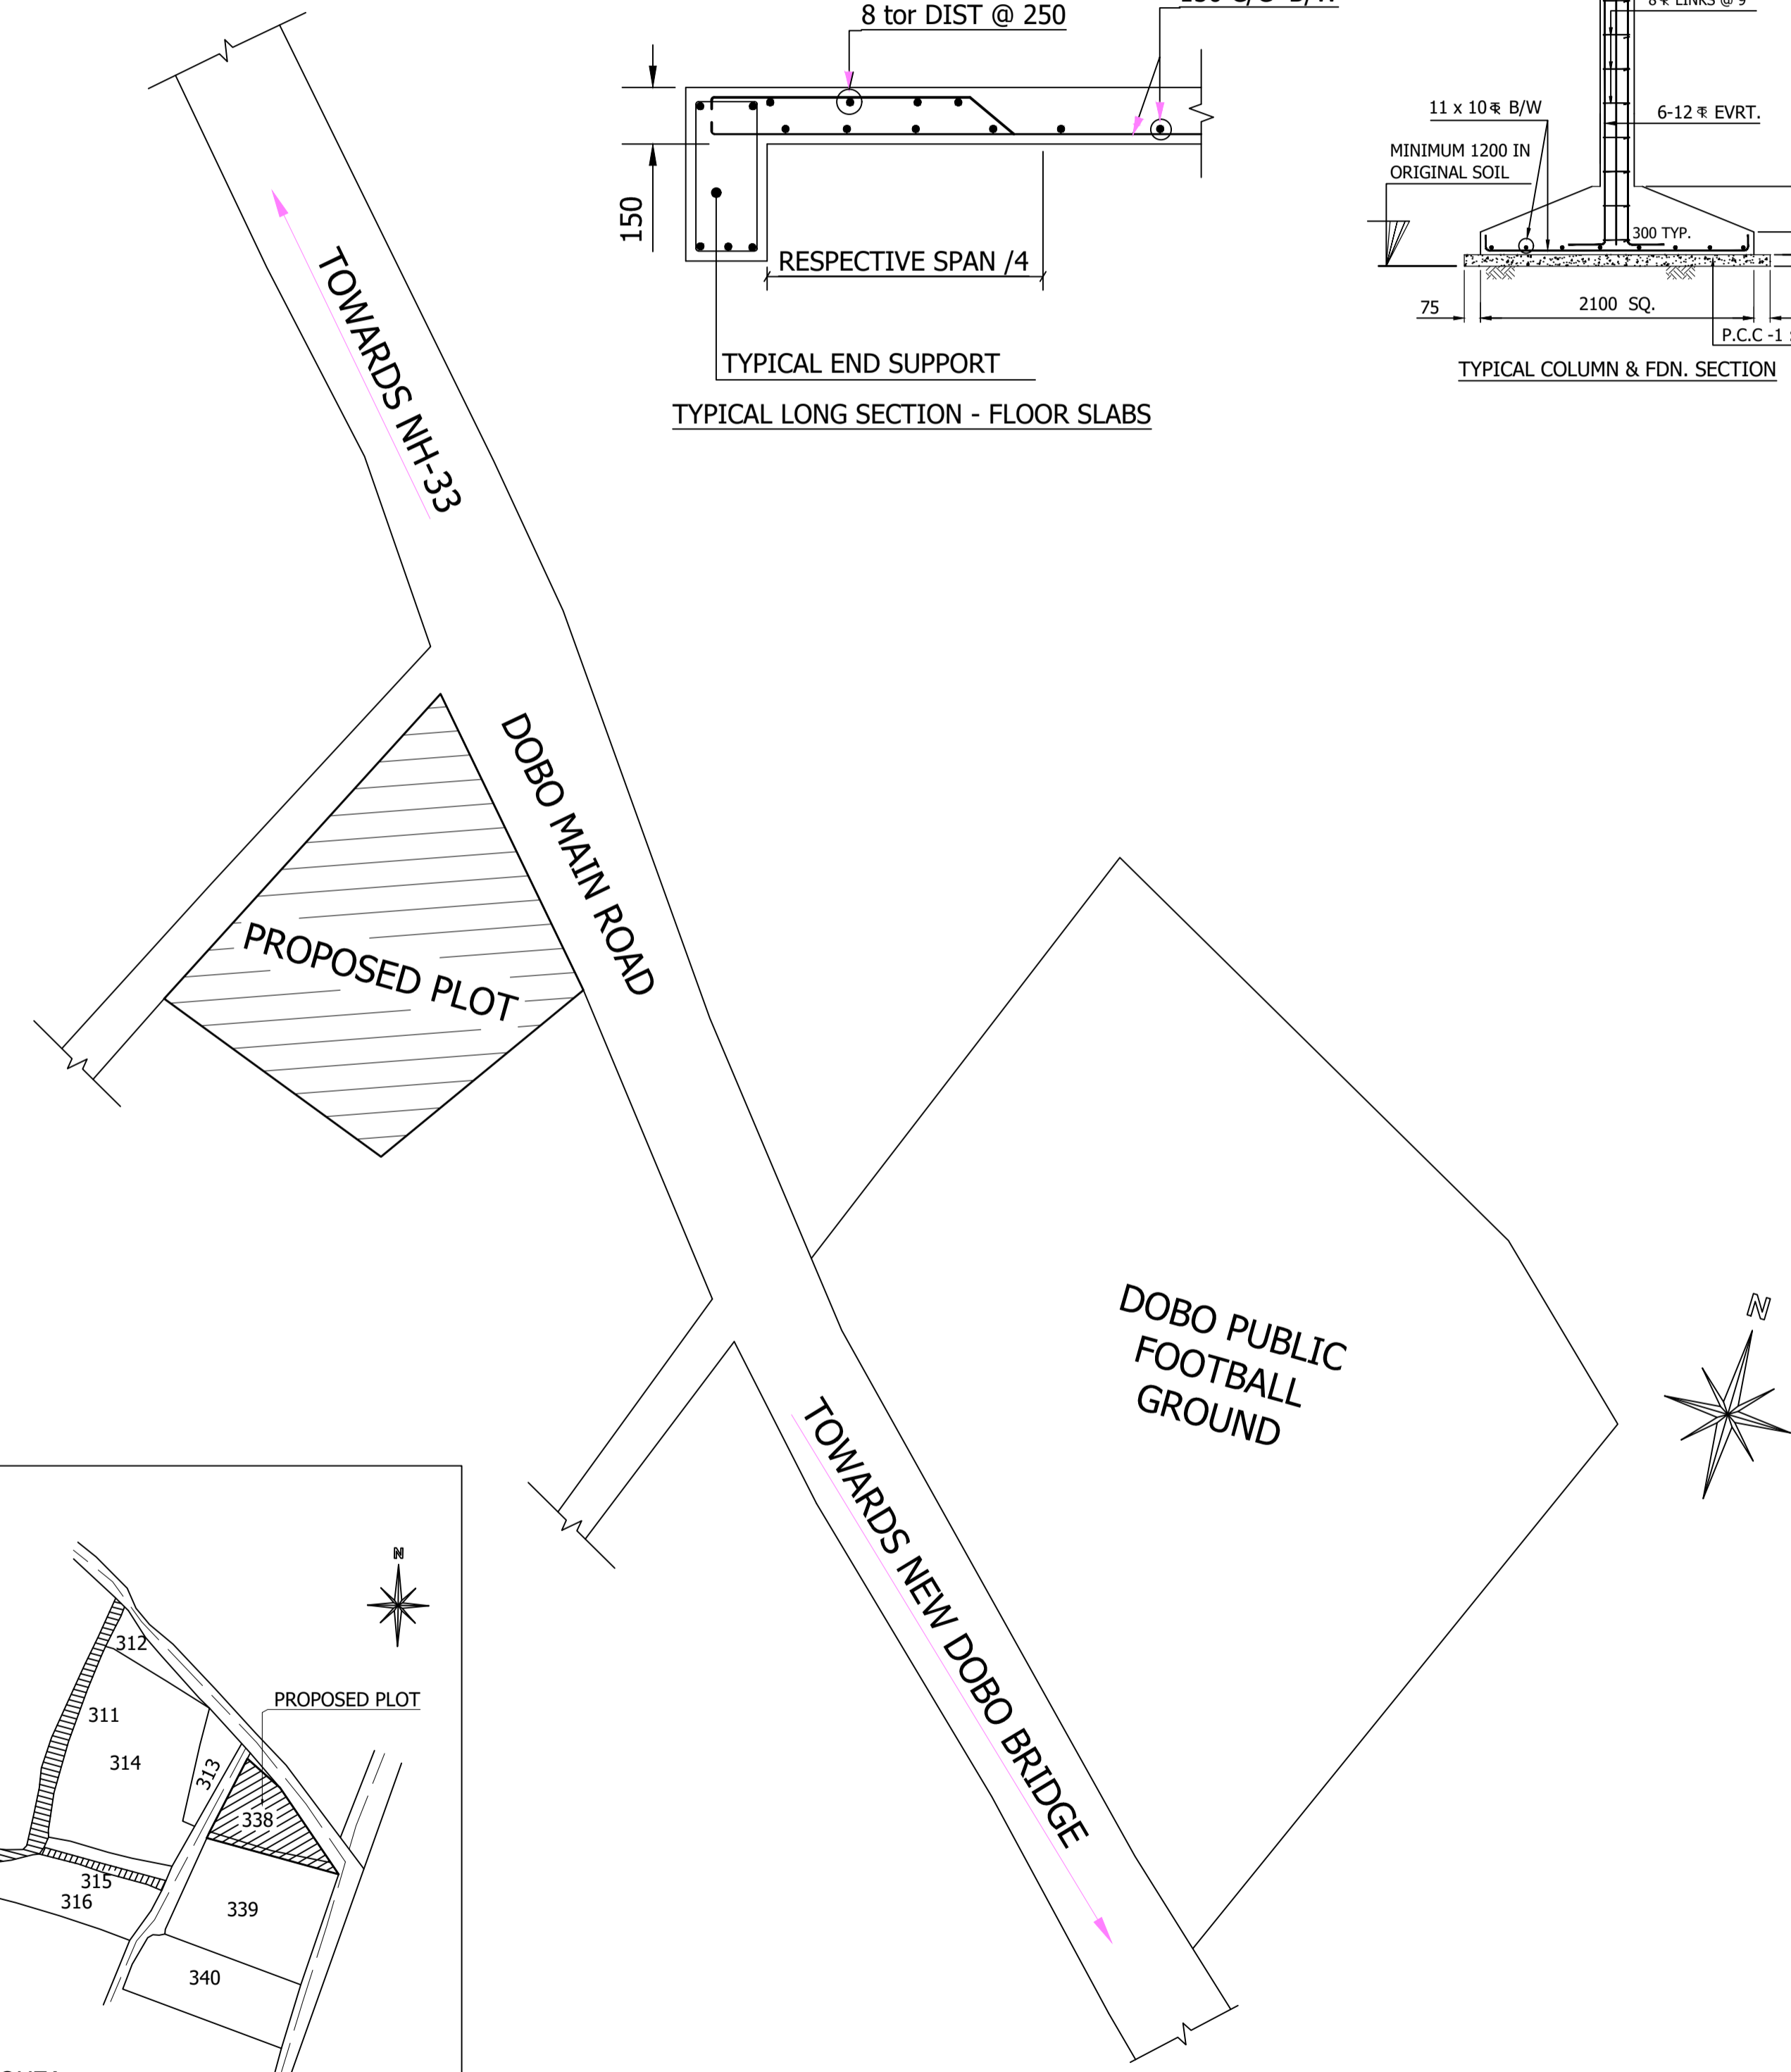 8 tor DIST @ 250
150
RESPECTIVE SPAN /4
TYPICAL END SUPPORT
TYPICAL LONG SECTION - FLOOR SLABS
LINKS @ 9
11 x 10 B/W
6-12 EVRT.
MINIMUM 1200 IN
ORIGINAL SOIL
300 TYP.
75
2100 SQ.
P.C.C -1
TYPICAL COLUMN & FDN. SECTION
TOWARDS NH-33
DOBO MAIN ROAD
PROPOSED PLOT
DOBO PUBLIC
FOOTBALL
GROUND
N
TOWARDS NEW DOBO BRIDGE
N
PROPOSED PLOT
312
311
314
313
338
315
316
339
340